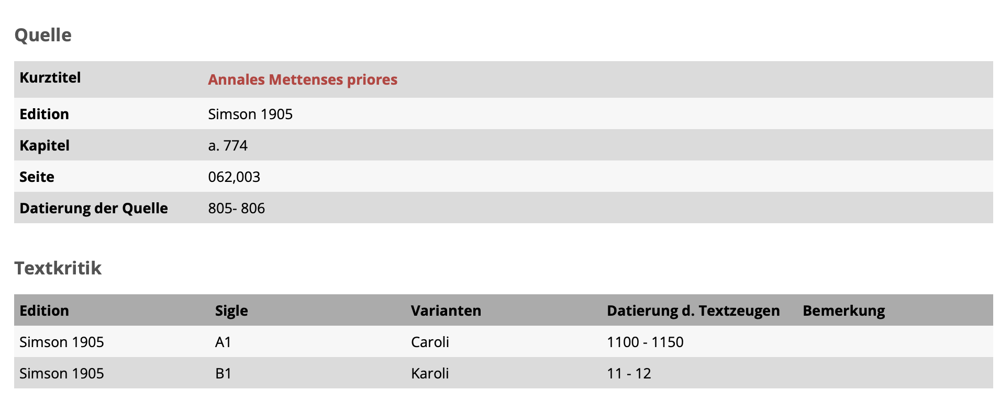 Quelle
Kurztitel Annales Mettenses priores
Edition Simson 1905
Kapitel a. 774
Seite 062,003
Datierung der Quelle 805- 806
Textkritik
Edition Sigle Varianten Datierung d. Textzeugen Bemerkung
Simson 1905 A1 Caroli 1100 - 1150
Simson 1905 B1 Karoli 11 - 12